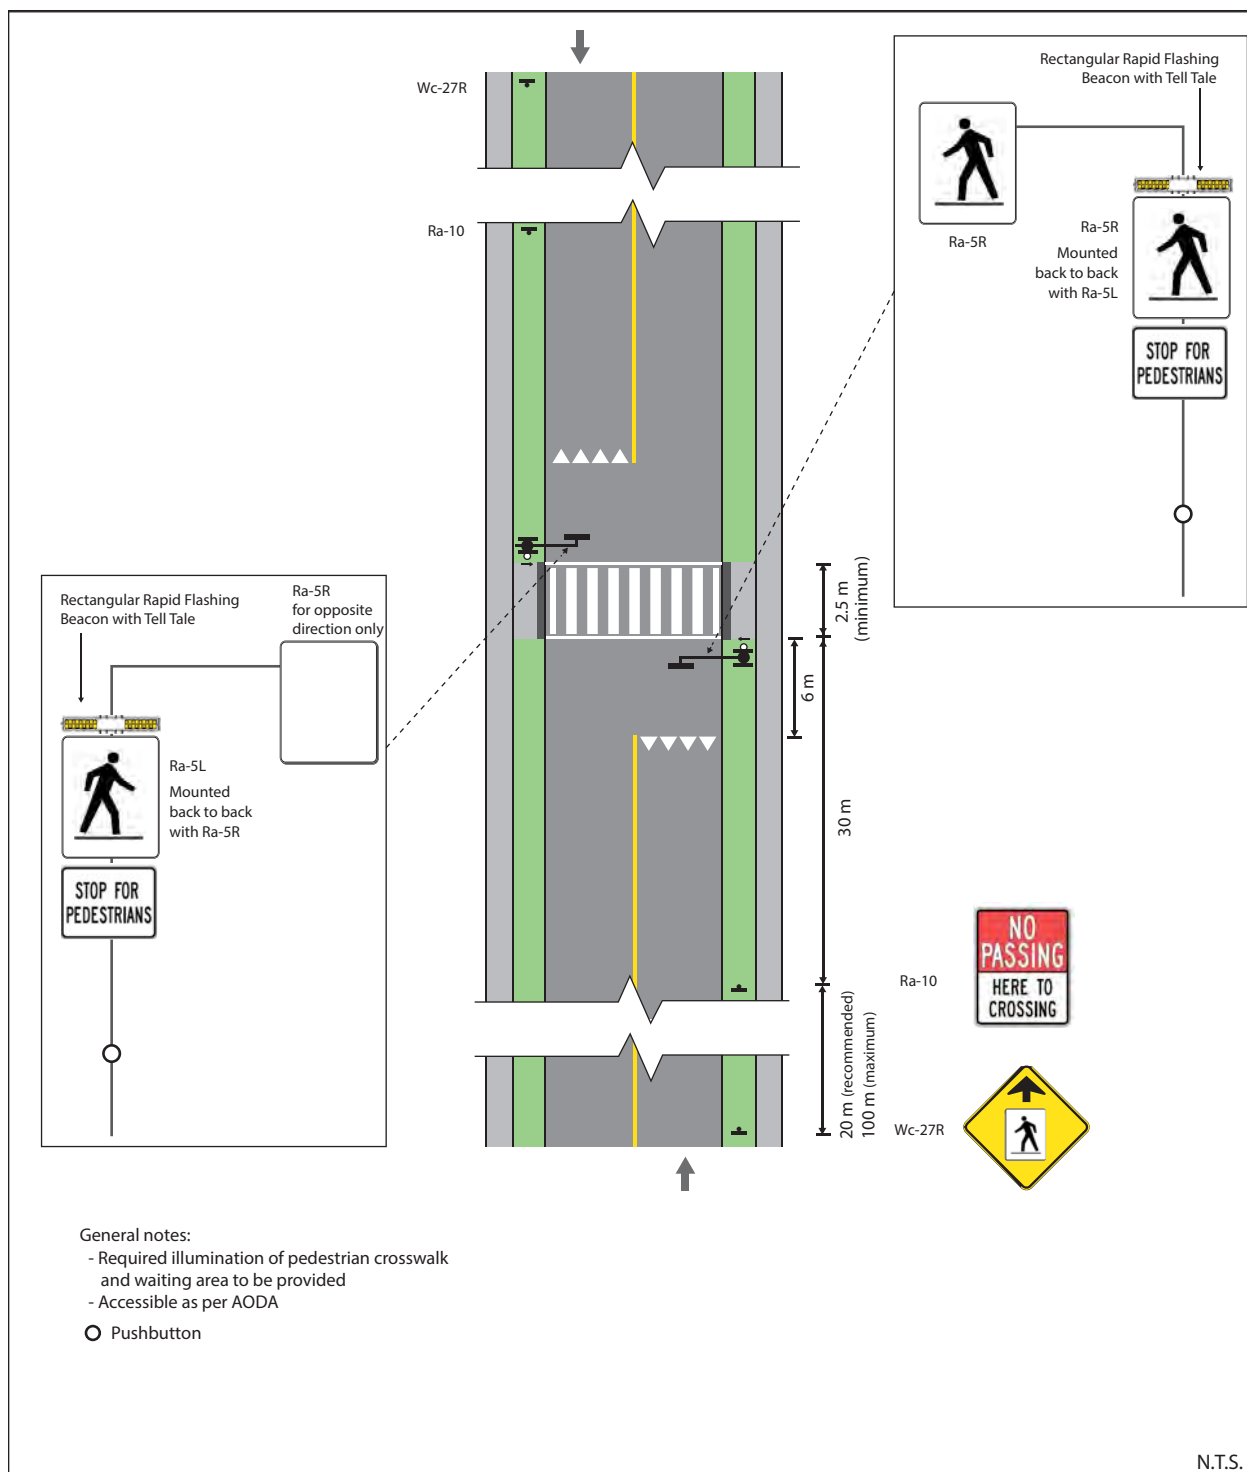 Wc-27R
Ra-10
Rectangular Rapid Flashing
Beacon with Tell Tale
Ra-5R
Ra-5R
Mounted
back to back
with Ra-5L
STOP FOR
PEDESTRIANS
Rectangular Rapid Flashing
Beacon with Tell Tale
Ra-5R
for opposite
direction only
Ra-5L
Mounted
back to back
with Ra-5R
STOP FOR
PEDESTRIANS
2.5 m
(minimum)
6 m
30 m
20 m (recommended)
100 m (maximum)
Ra-10
NO
PASSING
HERE TO
CROSSING
Wc-27R
General notes:
- Required illumination of pedestrian crosswalk
and waiting area to be provided
- Accessible as per AODA
Pushbutton
N.T.S.